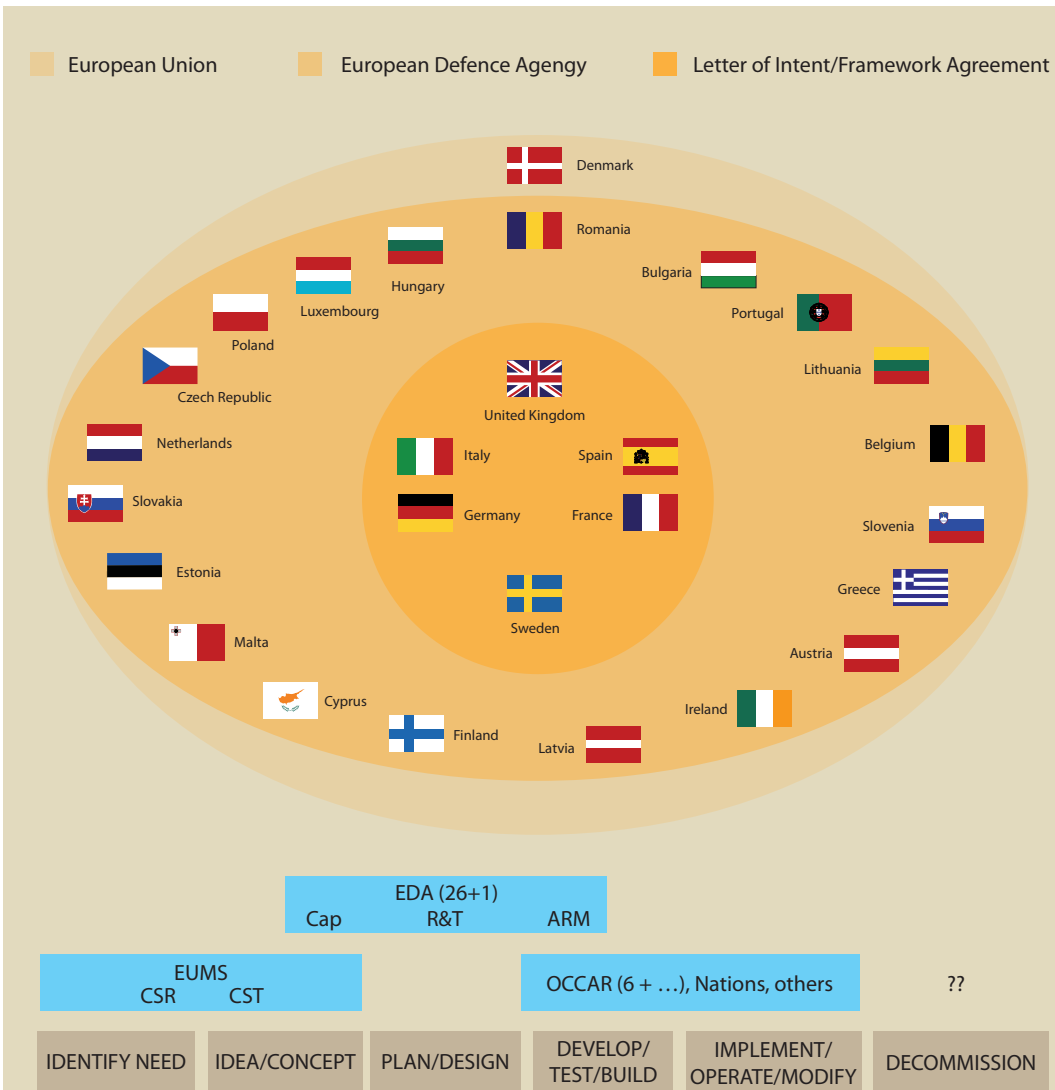 European Union
European Defence Agengy
Letter of Intent/Framework Agreement
Denmark
Romania
Hungary
Bulgaria
Luxembourg
Portugal
Poland
Lithuania
Czech Republic
United Kingdom
Netherlands
Italy
Spain
Belgium
Slovakia
Germany
France
Slovenia
Estonia
Greece
Sweden
Malta
Austria
Cyprus
Ireland
Finland
Latvia
EDA (26+1)
Cap R&T ARM
EUMS
CSR CST
OCCAR (6 + …), Nations, others
??
IDENTIFY NEED
IDEA/CONCEPT
PLAN/DESIGN
DEVELOP/
TEST/BUILD
IMPLEMENT/
OPERATE/MODIFY
DECOMMISSION